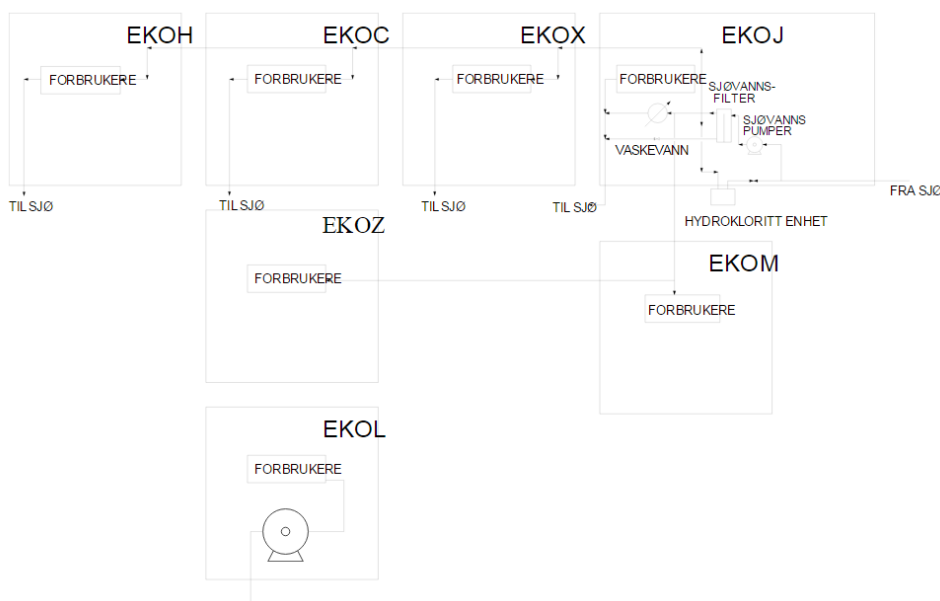 EKOH
EKOC
EKOX
EKOJ
FORBRUKERE
FORBRUKERE
FORBRUKERE
FORBRUKERE
SJØVANNS-
FILTER
SJØVANNS
PUMPER
VASKEVANN
TIL SJØ
TIL SJØ
TIL SJØ
TIL SJØ
FRA SJØ
HYDROKLORITT ENHET
EKOZ
FORBRUKERE
EKOM
FORBRUKERE
EKOL
FORBRUKERE